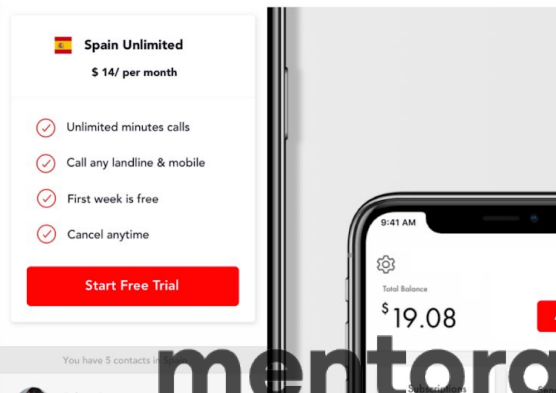 Spain Unlimited
$ 14/ per month
Unlimited minutes calls
Call any landline & mobile
First week is free
Cancel anytime
Start Free Trial
You have 5 contacts in Spain
9:41 AM
Total Balance
$ 19.08
Subscriptions